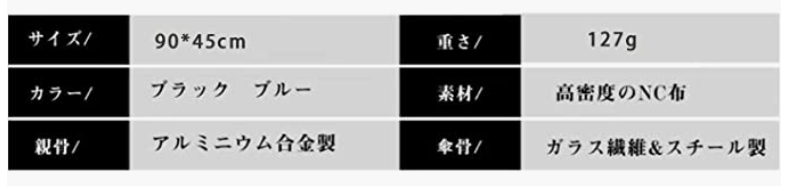 サイズ/ 90*45cm 重さ/ 127g
カラー/ ブラック　ブルー 素材/ 高密度のNC布
親骨/ アルミニウム合金製 傘骨/ ガラス繊維&スチール製